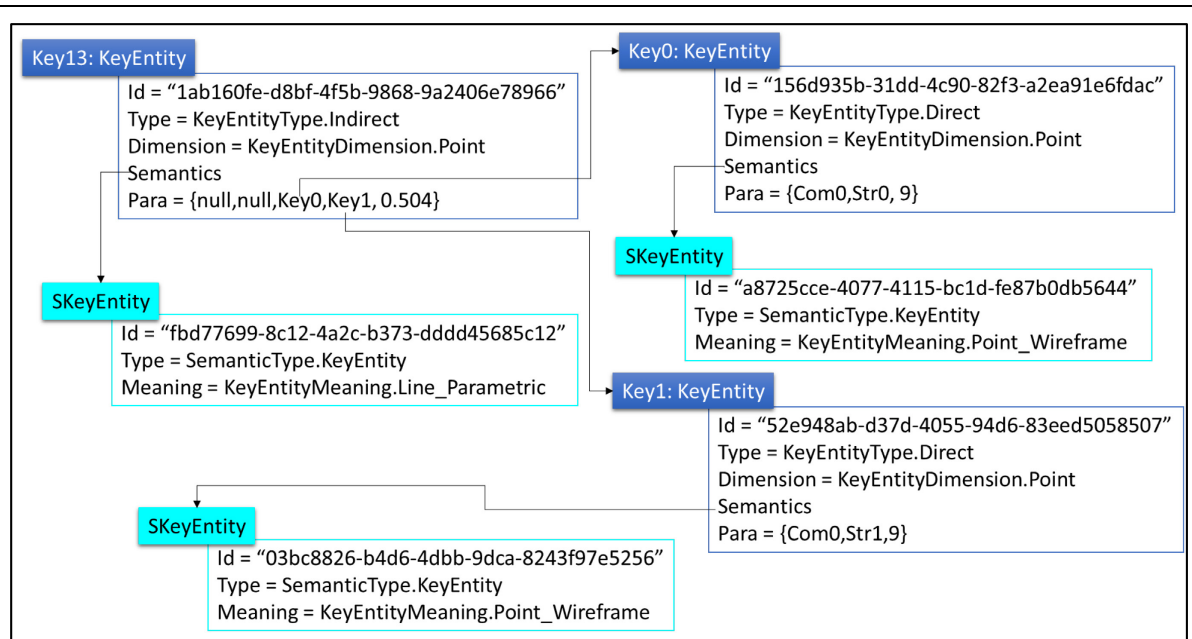 Key13: KeyEntity
Id = “1ab160fe-d8bf-4f5b-9868-9a2406e78966”
Type = KeyEntityType.Indirect
Dimension = KeyEntityDimension.Point
Semantics
Para = {null,null,Key0,Key1, 0.504}
SKeyEntity
Id = “fbd77699-8c12-4a2c-b373-dddd45685c12”
Type = SemanticType.KeyEntity
Meaning = KeyEntityMeaning.Line_Parametric
Key0: KeyEntity
Id = “156d935b-31dd-4c90-82f3-a2ea91e6fdac”
Type = KeyEntityType.Direct
Dimension = KeyEntityDimension.Point
Semantics
Para = {Com0,Str0, 9}
SKeyEntity
Id = “a8725cce-4077-4115-bc1d-fe87b0db5644”
Type = SemanticType.KeyEntity
Meaning = KeyEntityMeaning.Point_Wireframe
Key1: KeyEntity
Id = “52e948ab-d37d-4055-94d6-83eed5058507”
Type = KeyEntityType.Direct
Dimension = KeyEntityDimension.Point
Semantics
Para = {Com0,Str1,9}
SKeyEntity
Id = “03bc8826-b4d6-4dbb-9dca-8243f97e5256”
Type = SemanticType.KeyEntity
Meaning = KeyEntityMeaning.Point_Wireframe